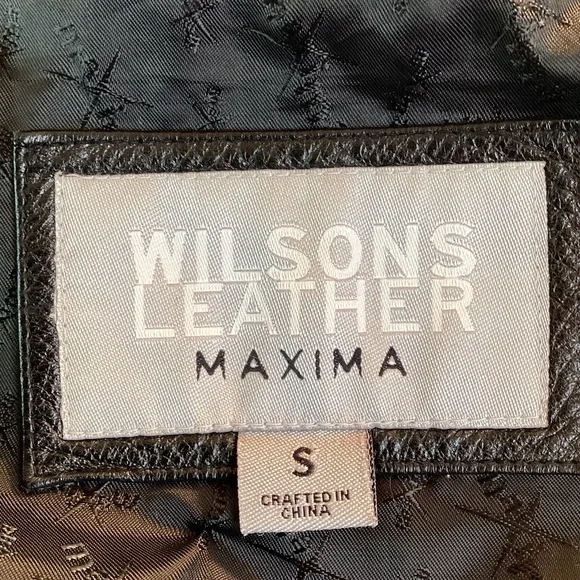 WILSONS
LEATHER
MAXIMA
S
CRAFTED IN
CHINA